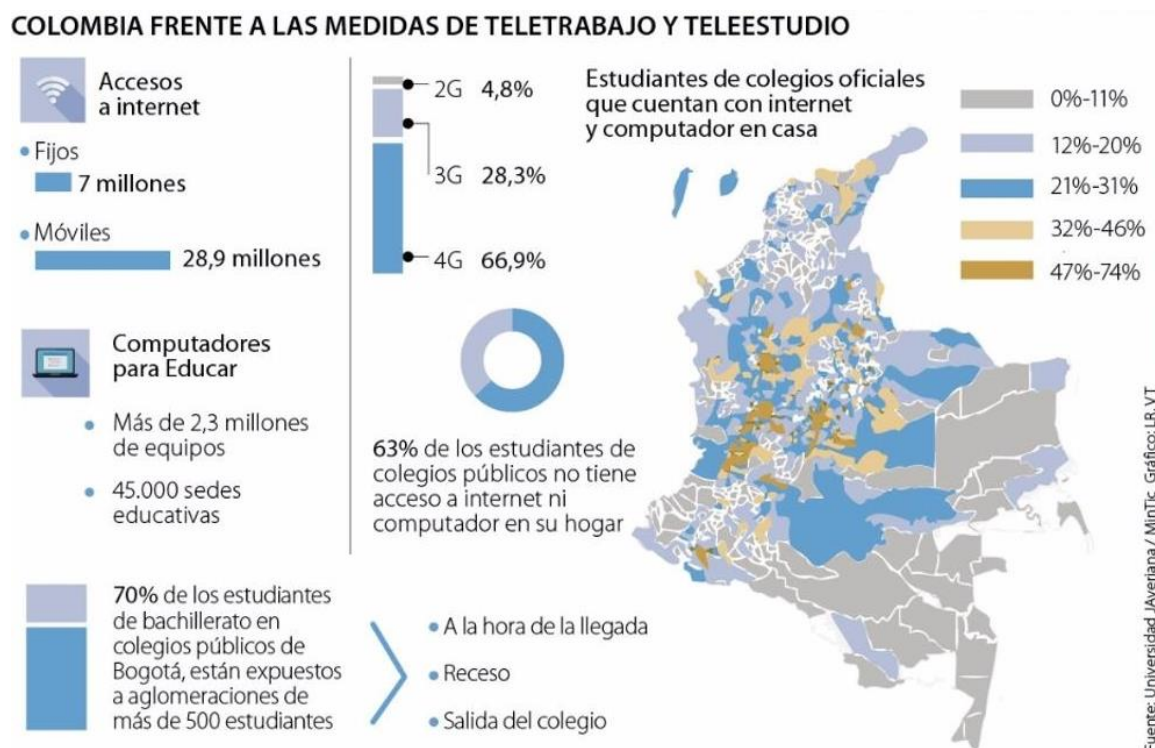 COLOMBIA FRENTE A LAS MEDIDAS DE TELETRABAJO Y TELEESTUDIO
Accesos
a internet
• Fijos
7 millones
• Móviles
28,9 millones
2G 4,8%
3G 28,3%
4G 66,9%
Computadores
para Educar
• Más de 2,3 millones
de equipos
• 45.000 sedes
educativas
63% de los estudiantes de
colegios públicos no tiene
acceso a internet ni
computador en su hogar
Estudiantes de colegios oficiales
que cuentan con internet
y computador en casa
0%-11%
12%-20%
21%-31%
32%-46%
47%-74%
70% de los estudiantes
de bachillerato en
colegios públicos de
Bogotá, están expuestos
a aglomeraciones de
más de 500 estudiantes
• A la hora de la llegada
• Receso
• Salida del colegio
Fuente: Universidad JAveriana / MinTic Gráfico: LR, VT